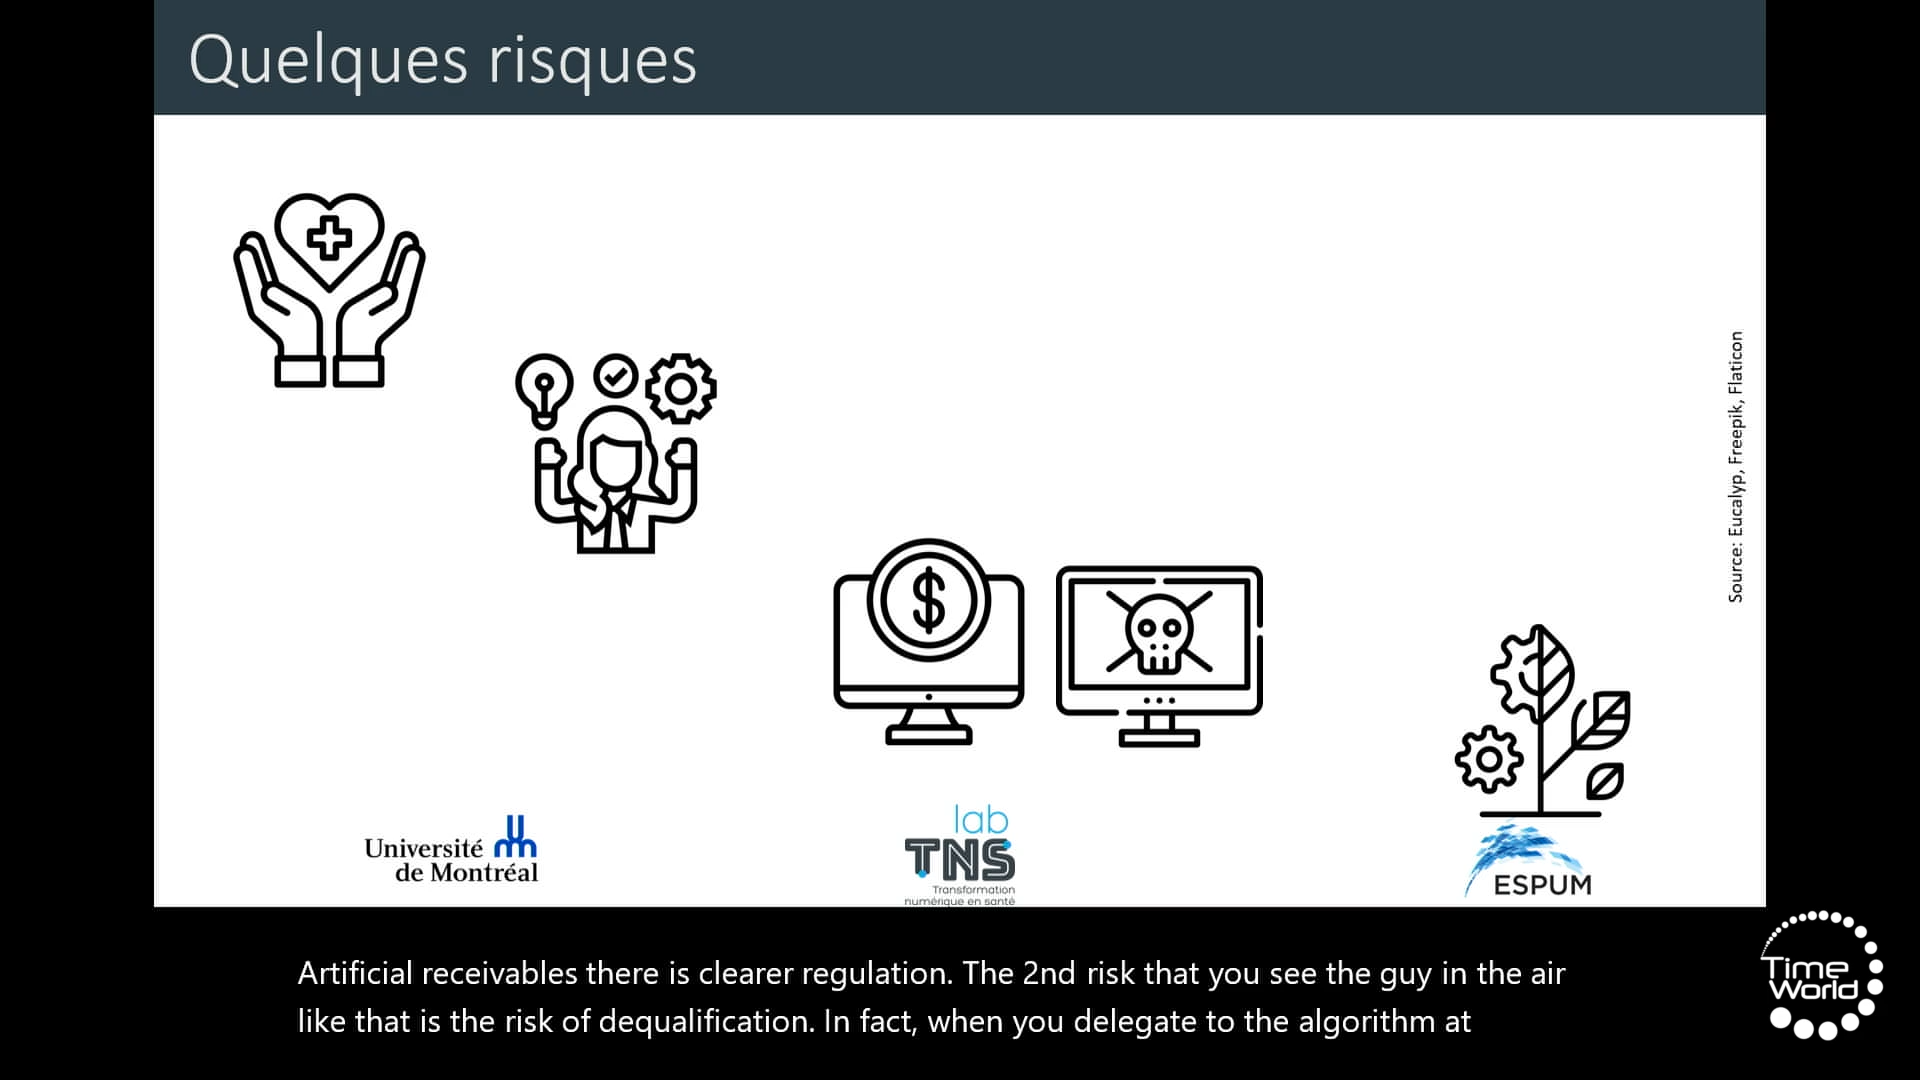 Quelques risques
Source: Eucalyp, Freepik, Flaticon
$
Université
de Montréal
lab
TNS
Transformation
numérique en santé
ESPUM
Artificial receivables there is clearer regulation. The 2nd risk that you see the guy in the air
like that is the risk of dequalification. In fact, when you delegate to the algorithm at
Time
World